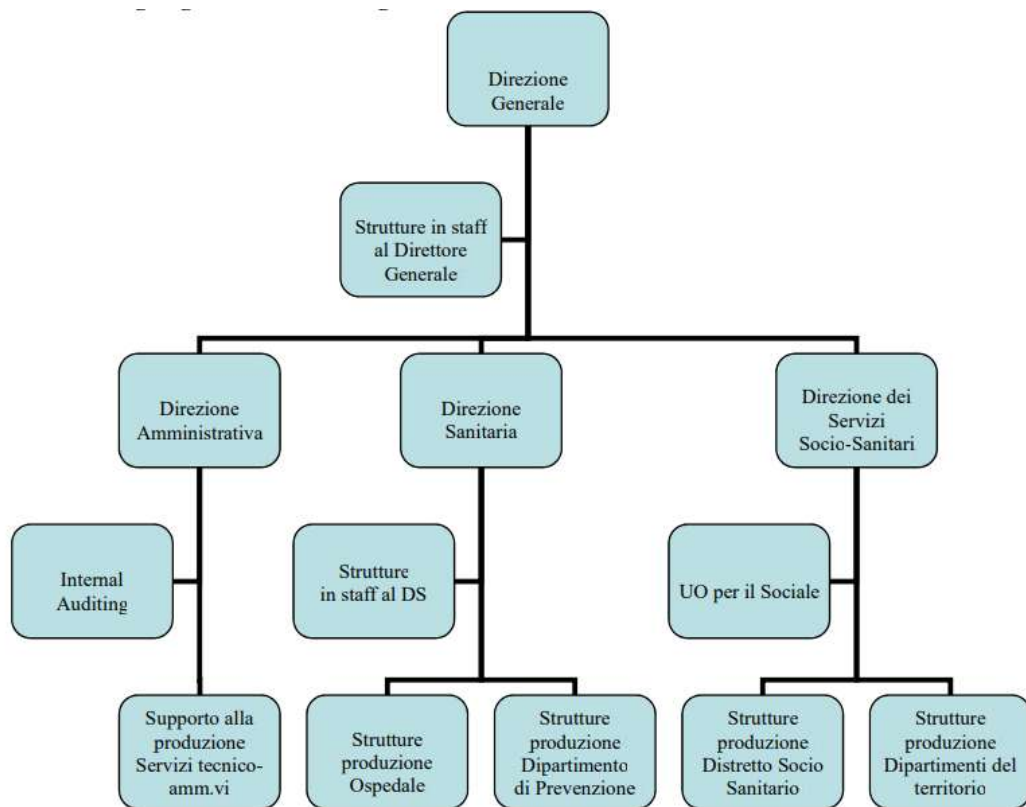 Direzione
Generale
Strutture in staff
al Direttore
Generale
Direzione
Amministrativa
Direzione
Sanitaria
Direzione dei
Servizi
Socio-Sanitari
Internal
Auditing
Strutture
in staff al DS
UO per il Sociale
Supporto alla
produzione
Servizi tecnico-
amm.vi
Strutture
produzione
Ospedale
Strutture
produzione
Dipartimento
di Prevenzione
Strutture
produzione
Distretto Socio
Sanitario
Strutture
produzione
Dipartimenti del
territorio